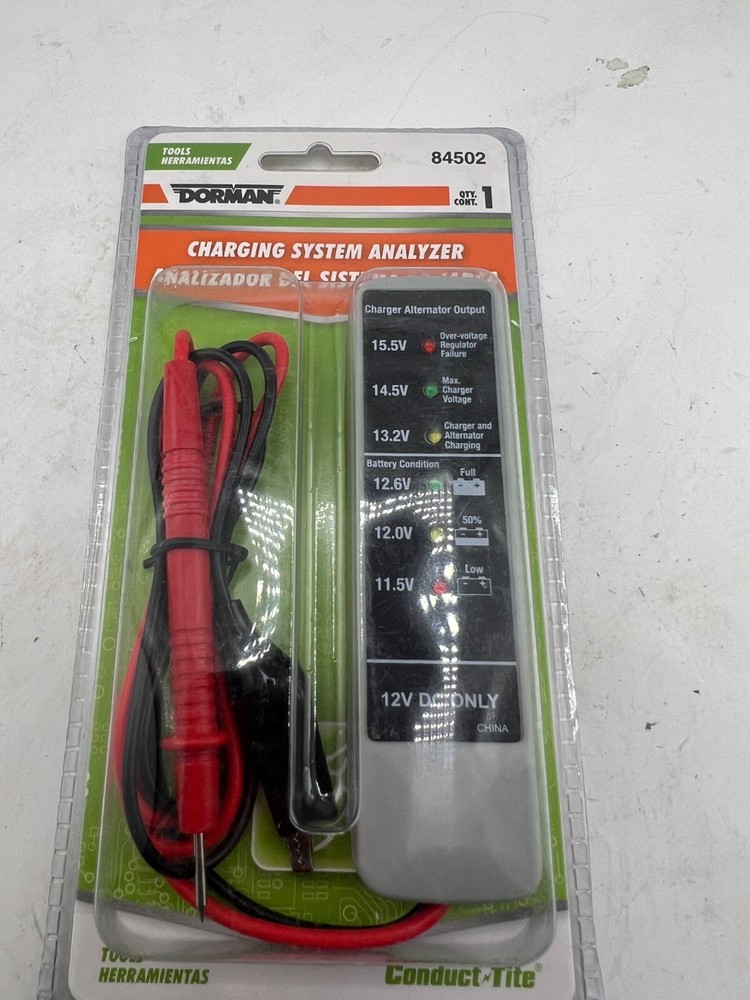 TOOLS
HERRAMIENTAS
84502
DORMAN®
QTY. 1
CONT.
CHARGING SYSTEM ANALYZER
ANALIZADOR DEL
Charger Alternator Output
15.5V Over-voltage
Regulator
Failure
14.5V Max.
Charger
Voltage
13.2V Charger and
Alternator
Charging
Battery Condition
12.6V Full
12.0V 50%
11.5V Low
12V DC ONLY
CHINA
TOOLS
HERRAMIENTAS
Conduct-Tite®